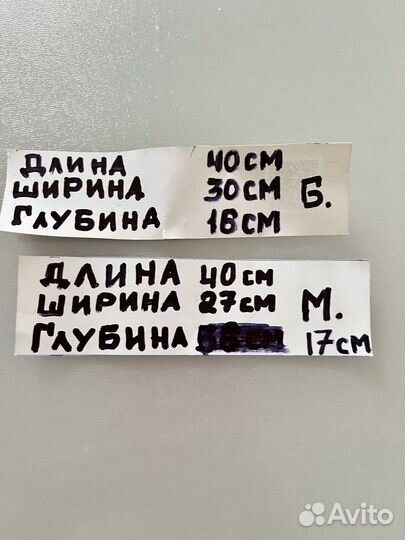 ДЛИНА 40СМ
ШИРИНА 30СМ Б.
ГЛУБИНА 16СМ
ДЛИНА 40СМ
ШИРИНА 27СМ М.
ГЛУБИНА 17СМ
Avito